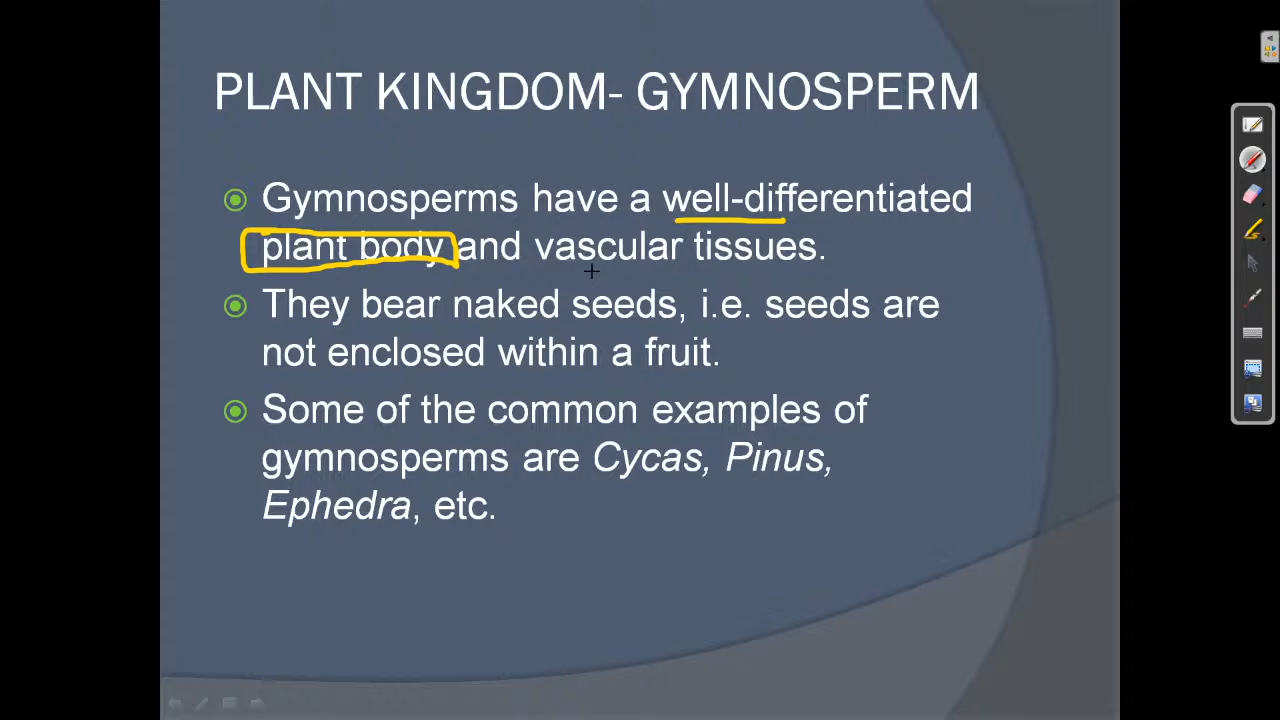 PLANT KINGDOM- GYMNOSPERM
Gymnosperms have a well-differentiated
plant body and vascular tissues.
They bear naked seeds, i.e. seeds are
not enclosed within a fruit.
Some of the common examples of
gymnosperms are Cycas, Pinus,
Ephedra, etc.